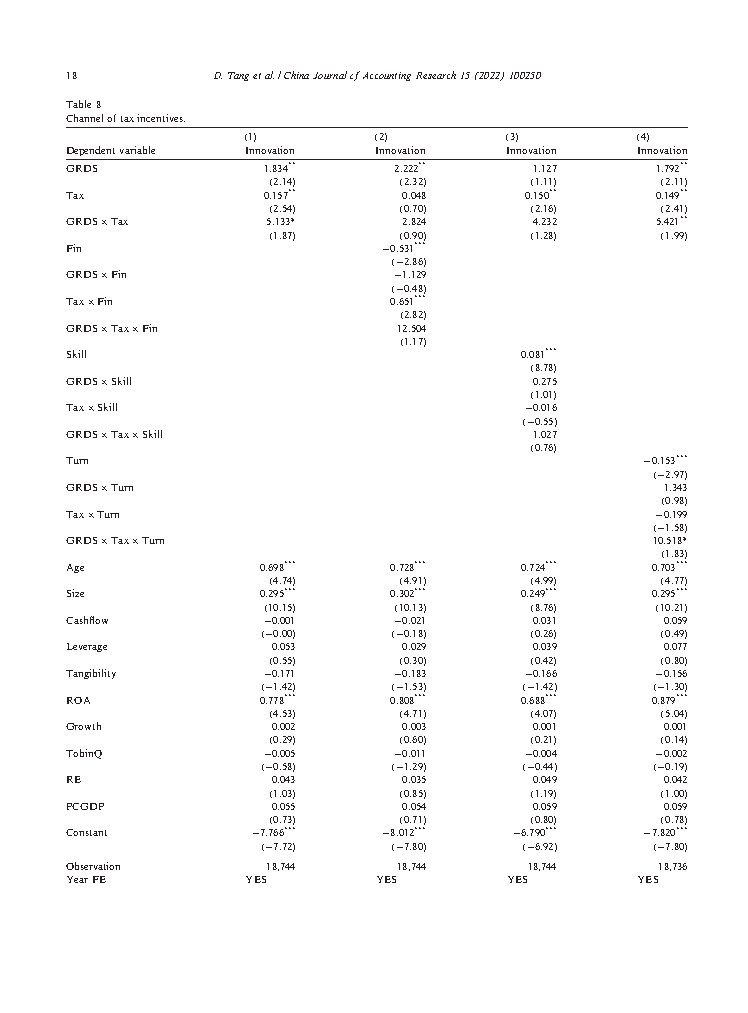 18 D. Tang et al. / China Journal of Accounting Research 15 (2022) 100250
Table 8
Channel of tax incentives.
(1) (2) (3) (4)
Dependent variable Innovation Innovation Innovation Innovation
GRDS 1.834** 2.222** 1.127 1.792**
(2.14) (2.32) (1.11) (2.11)
Tax 0.157** 0.048 0.150** 0.149**
(2.54) (0.70) (2.16) (2.41)
GRDS × Tax 5.133* 2.824 4.232 5.421**
(1.87) (0.90) (1.28) (1.99)
Fin −0.531***
(−2.86)
GRDS × Fin −1.129
(−0.48)
Tax × Fin 0.651***
(2.82)
GRDS × Tax × Fin 12.504
(1.17)
Skill 0.081***
(8.78)
GRDS × Skill 0.275
(1.01)
Tax × Skill −0.016
(−0.55)
GRDS × Tax × Skill 1.027
(0.76)
Turn −0.153***
(−2.97)
GRDS × Turn 1.343
(0.98)
Tax × Turn −0.199
(−1.58)
GRDS × Tax × Turn 10.518*
(1.83)
Age 0.698*** 0.728*** 0.724*** 0.703***
(4.74) (4.91) (4.99) (4.77)
Size 0.295*** 0.302*** 0.249*** 0.295***
(10.15) (10.13) (8.76) (10.21)
Cashflow −0.001 −0.021 0.031 0.059
(−0.00) (−0.18) (0.26) (0.49)
Leverage 0.053 0.029 0.039 0.077
(0.55) (0.30) (0.42) (0.80)
Tangibility −0.171 −0.183 −0.166 −0.156
(−1.42) (−1.53) (−1.42) (−1.30)
ROA 0.778*** 0.808*** 0.688*** 0.879***
(4.53) (4.71) (4.07) (5.04)
Growth 0.002 0.003 0.001 0.001
(0.29) (0.60) (0.21) (0.14)
TobinQ −0.005 −0.011 −0.004 −0.002
(−0.58) (−1.29) (−0.44) (−0.19)
RE 0.043 0.035 0.049 0.042
(1.03) (0.85) (1.19) (1.00)
PCGDP 0.055 0.054 0.059 0.059
(0.73) (0.71) (0.80) (0.78)
Constant −7.766*** −8.012*** −6.790*** −7.820***
(−7.72) (−7.80) (−6.92) (−7.80)
Observation 18,744 18,744 18,744 18,736
Year FE YES YES YES YES